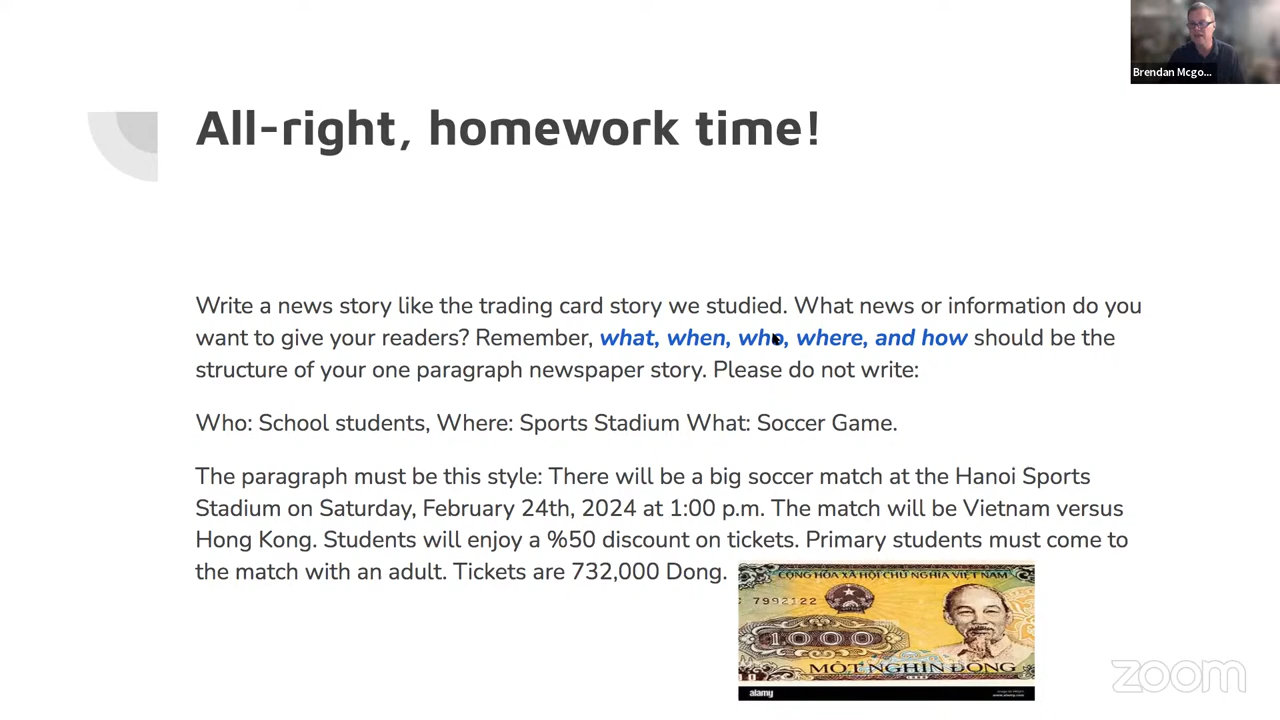 Brendan Mcgo...
All-right, homework time!
Write a news story like the trading card story we studied. What news or information do you
want to give your readers? Remember, what, when, who, where, and how should be the
structure of your one paragraph newspaper story. Please do not write:
Who: School students, Where: Sports Stadium What: Soccer Game.
The paragraph must be this style: There will be a big soccer match at the Hanoi Sports
Stadium on Saturday, February 24th, 2024 at 1:00 p.m. The match will be Vietnam versus
Hong Kong. Students will enjoy a %50 discount on tickets. Primary students must come to
the match with an adult. Tickets are 732,000 Dong.
CỘNG HÒA XÃ HỘI CHỦ NGHĨA VIỆT NAM
7992122
1000
MỘT NGHÌN ĐỒNG
alamy
zoom